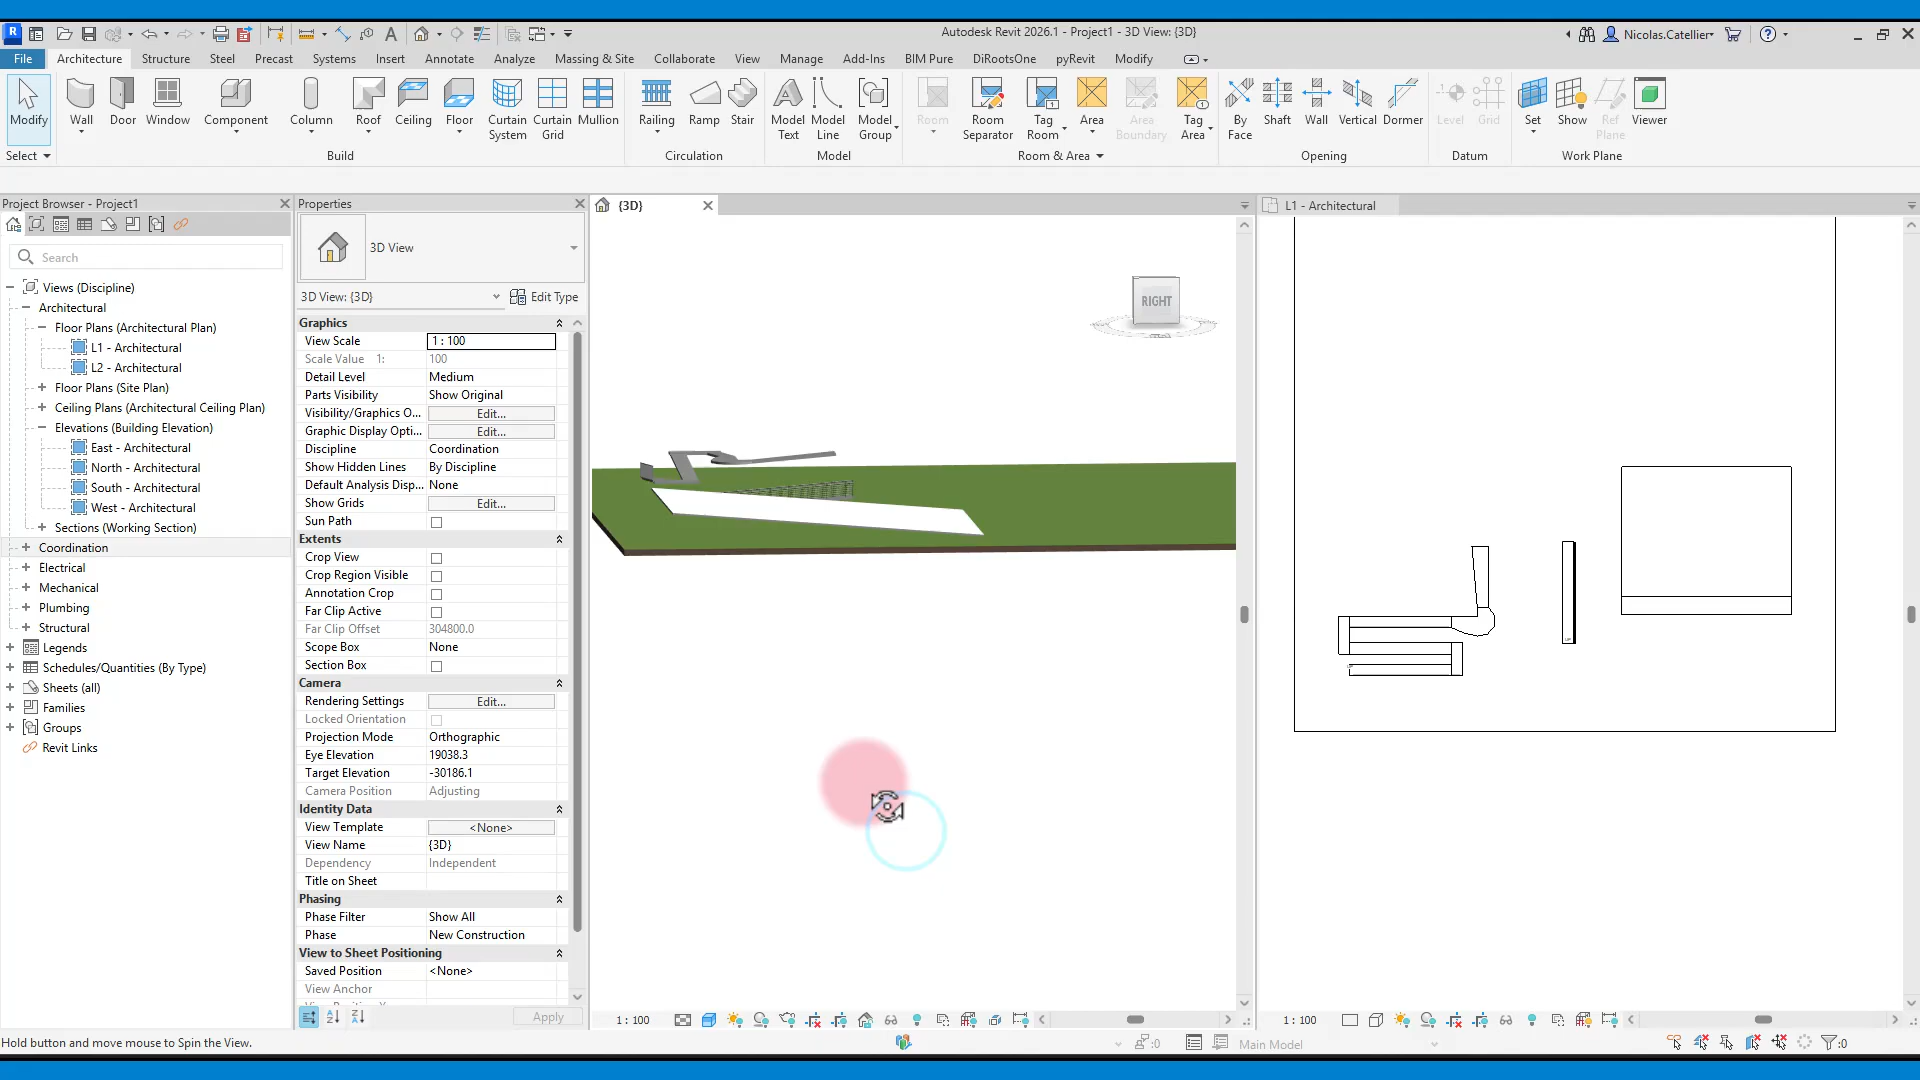 R
A
Autodesk Revit 2026.1 - Project1 - 3D View: {3D}
Nicolas.Catellier
File Architecture Structure Steel Precast Systems Insert Annotate Analyze Massing & Site Collaborate View Manage Add-Ins BIM Pure DiRootsOne pyRevit Modify
Modify
Wall Door Window Component Column Roof Ceiling Floor Curtain System Curtain Grid Mullion Railing Ramp Stair Model Text Model Line Model Group Room Room Separator Tag Room Area Area Boundary Tag Area By Face Shaft Wall Vertical Dormer Level Grid Set Show Ref Plane Viewer
Select Build Circulation Model Room & Area Opening Datum Work Plane
Project Browser - Project1
Search
Views (Discipline)
Architectural
Floor Plans (Architectural Plan)
L1 - Architectural
L2 - Architectural
Floor Plans (Site Plan)
Ceiling Plans (Architectural Ceiling Plan)
Elevations (Building Elevation)
East - Architectural
North - Architectural
South - Architectural
West - Architectural
Sections (Working Section)
Coordination
Electrical
Mechanical
Plumbing
Structural
Legends
Schedules/Quantities (By Type)
Sheets (all)
Families
Groups
Revit Links
Properties
3D View
3D View: {3D} Edit Type
Graphics
View Scale 1 : 100
Scale Value 1: 100
Detail Level Medium
Parts Visibility Show Original
Visibility/Graphics O... Edit...
Graphic Display Opti... Edit...
Discipline Coordination
Show Hidden Lines By Discipline
Default Analysis Disp... None
Show Grids Edit...
Sun Path
Extents
Crop View
Crop Region Visible
Annotation Crop
Far Clip Active
Far Clip Offset 304800.0
Scope Box None
Section Box
Camera
Rendering Settings Edit...
Locked Orientation
Projection Mode Orthographic
Eye Elevation 19038.3
Target Elevation -30186.1
Camera Position Adjusting
Identity Data
View Template <None>
View Name {3D}
Dependency Independent
Title on Sheet
Phasing
Phase Filter Show All
Phase New Construction
View to Sheet Positioning
Saved Position <None>
View Anchor
Apply
{3D}
RIGHT
1 : 100
L1 - Architectural
1 : 100
Hold button and move mouse to Spin the View.
:0
Main Model
:0